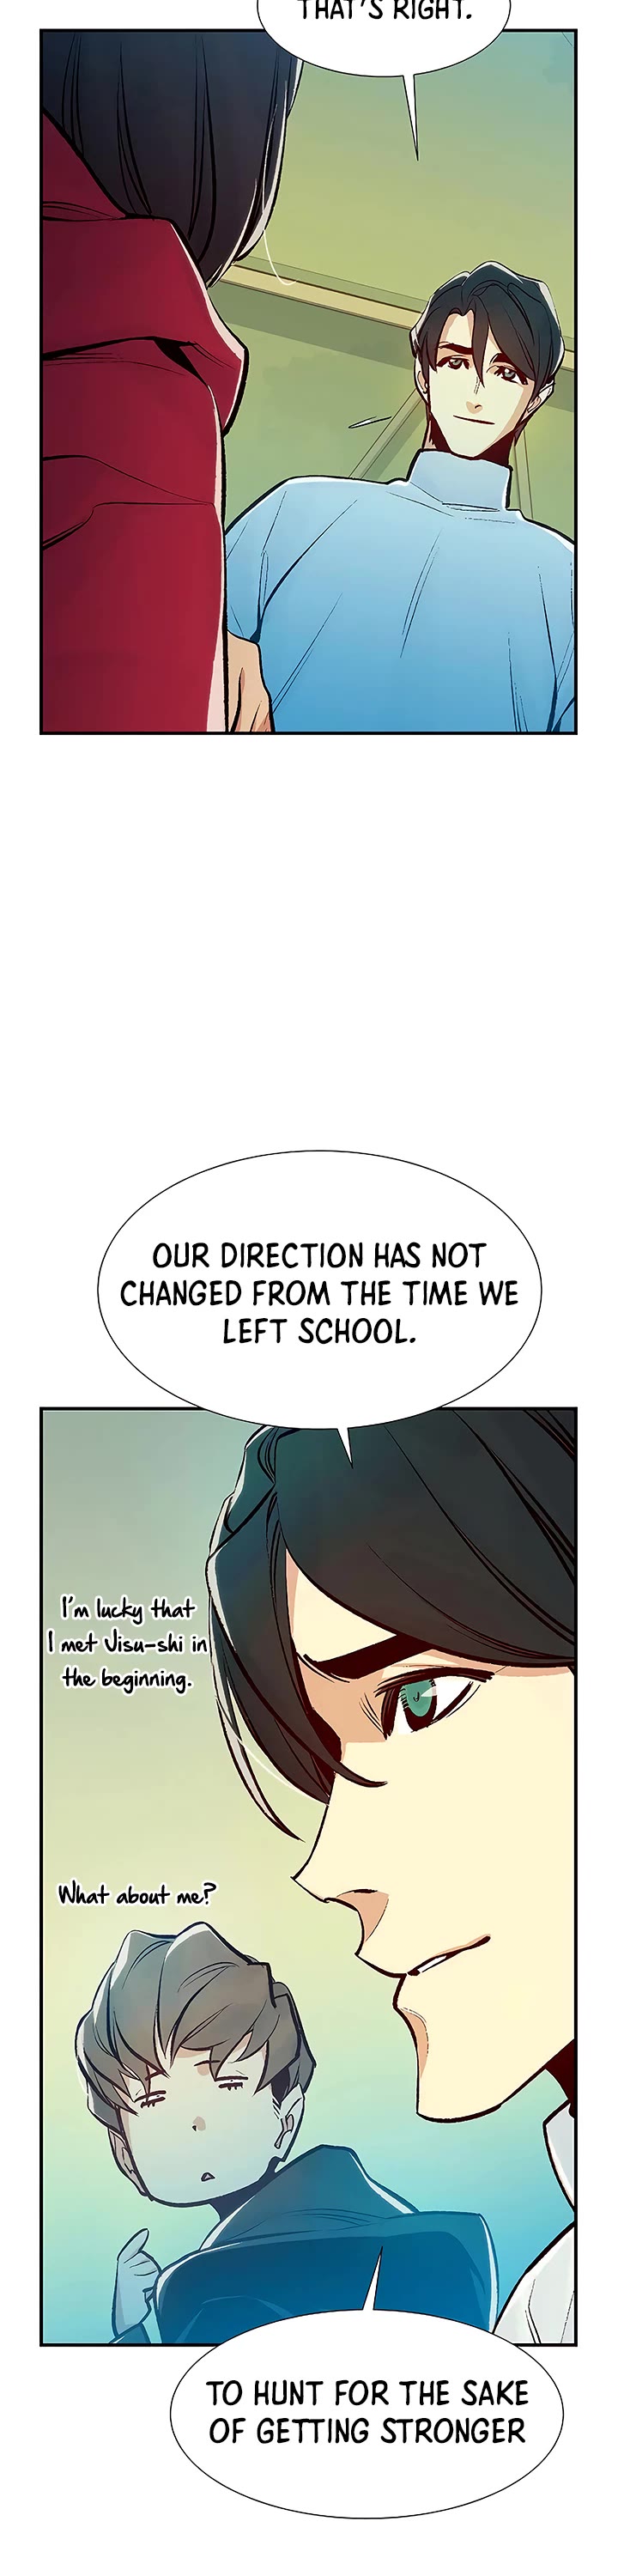 THAT'S RIGHT.
OUR DIRECTION HAS NOT
CHANGED FROM THE TIME WE
LEFT SCHOOL.
I'm lucky that
I met Jisu-shi in
the beginning.
What about me?
TO HUNT FOR THE SAKE
OF GETTING STRONGER